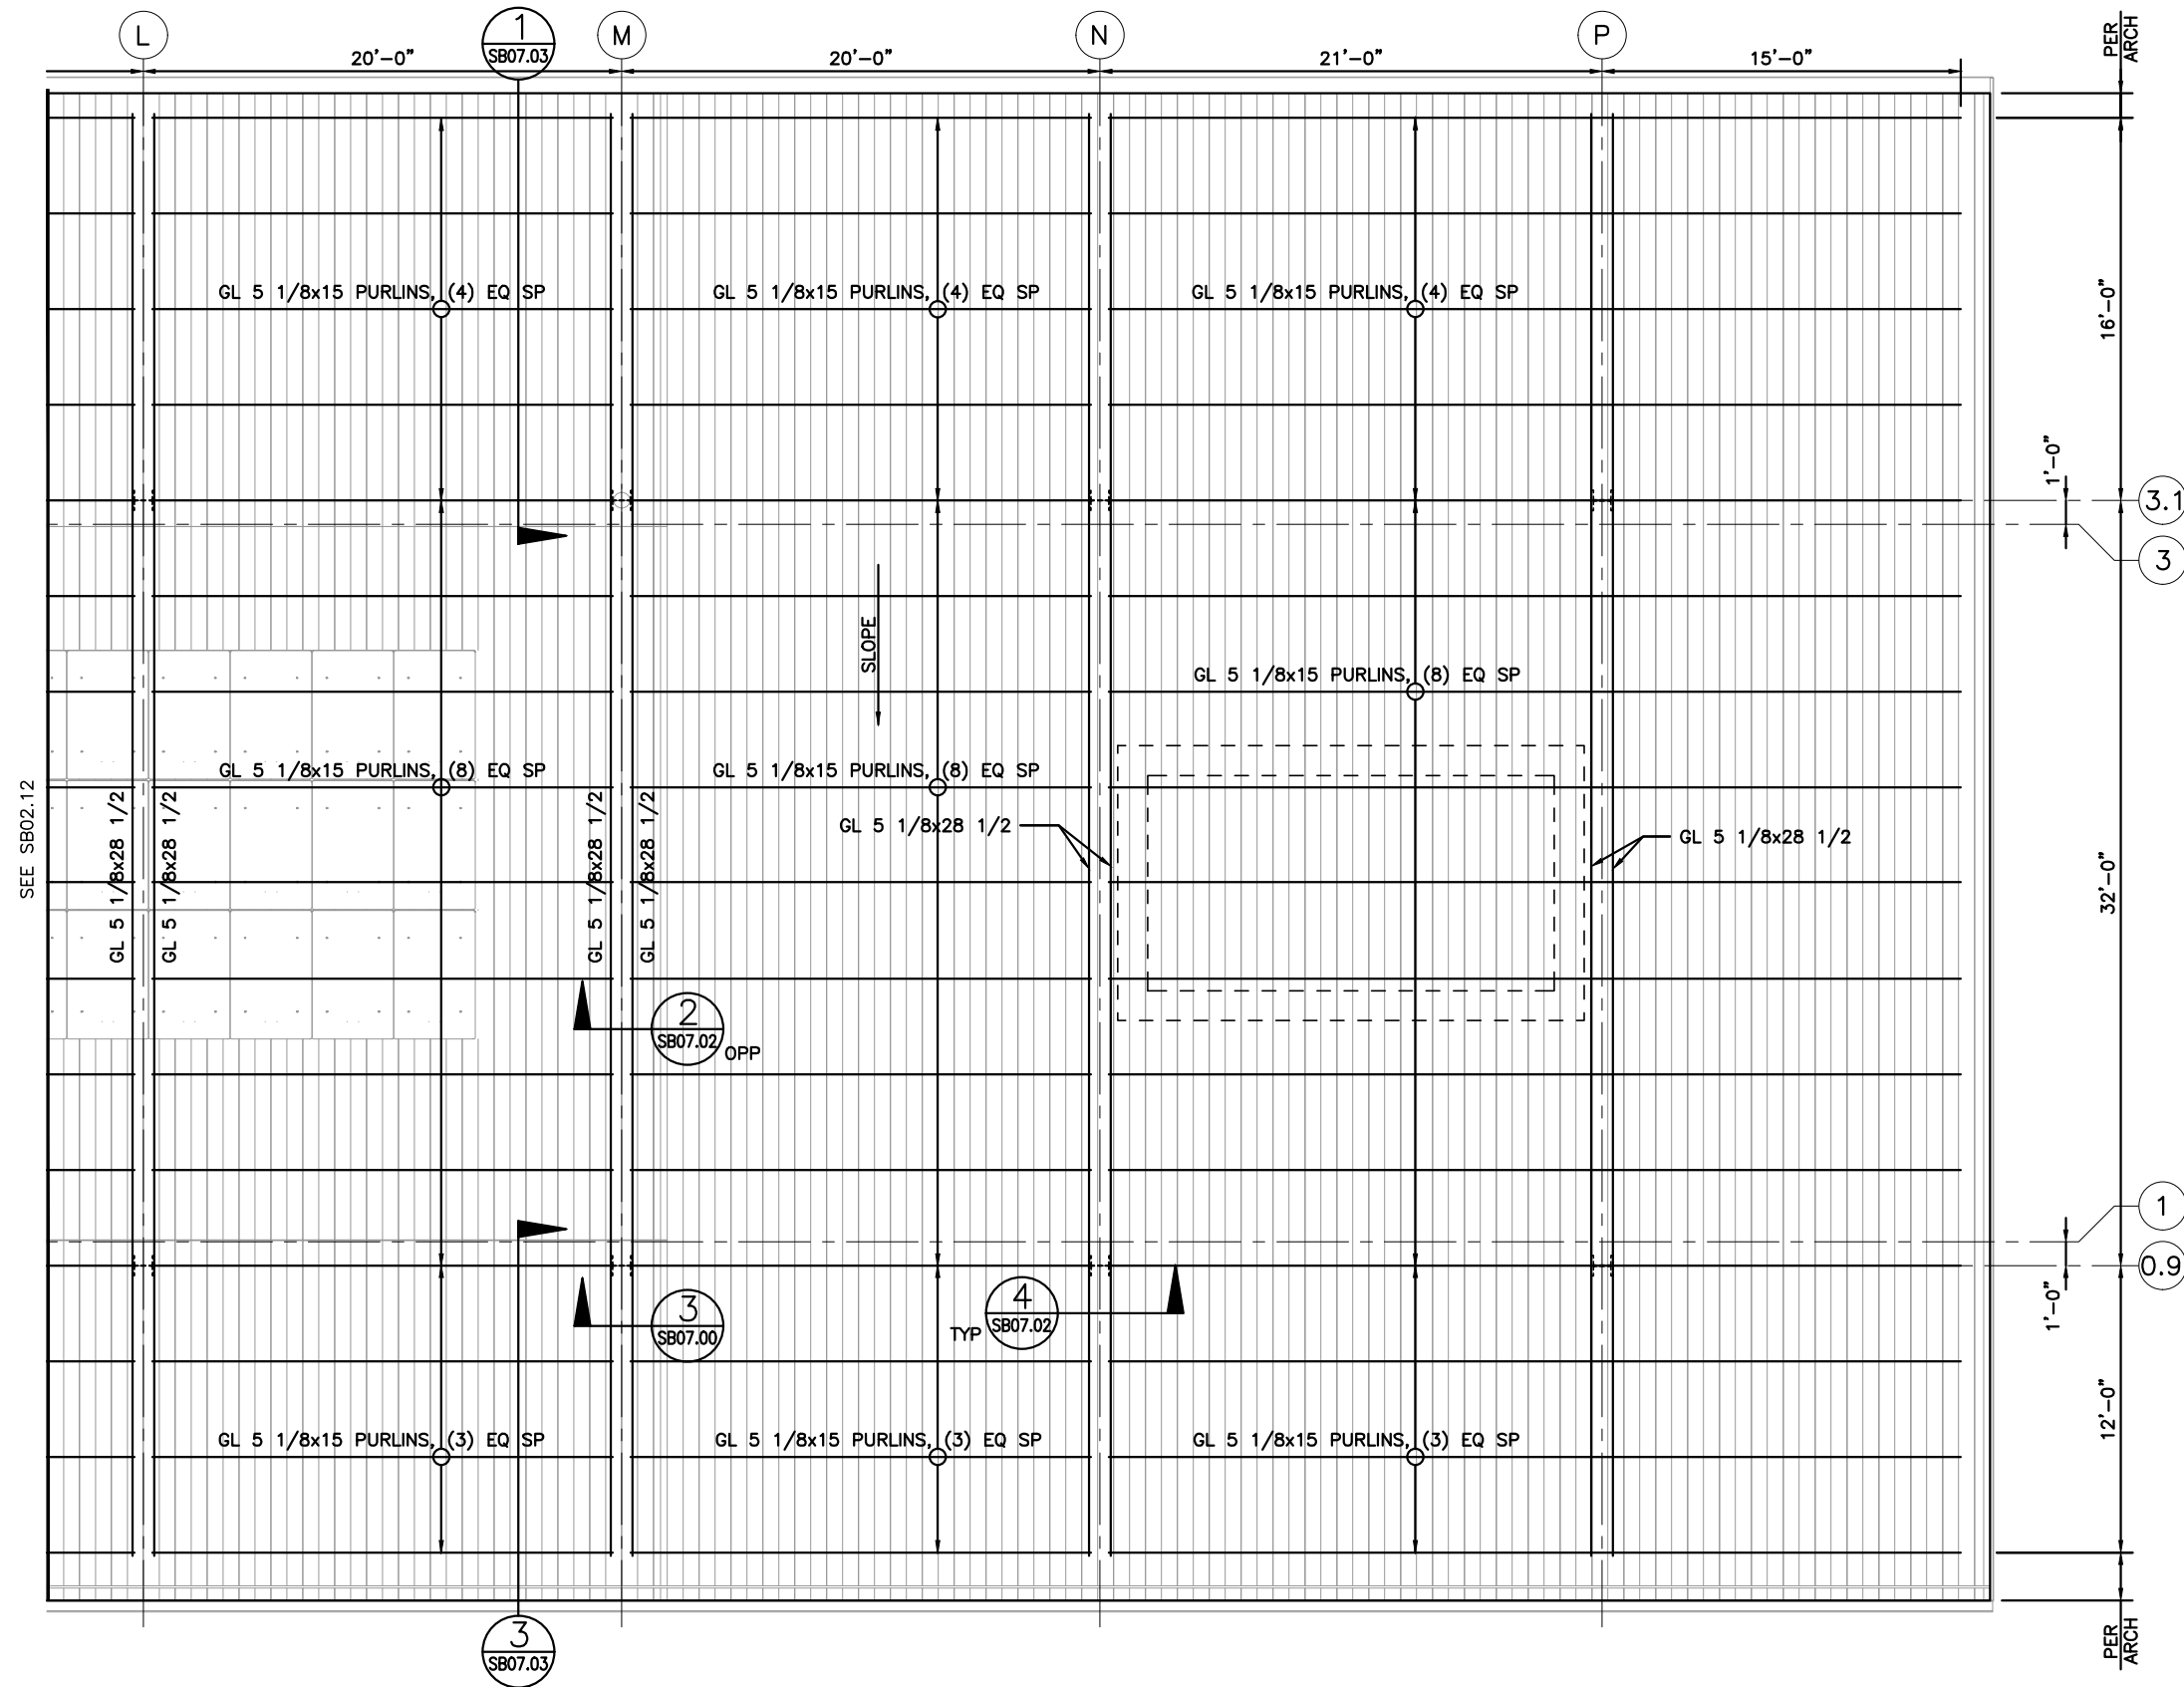 L
1
SB07.03
M
N
P
PER
ARCH
20'-0"
20'-0"
21'-0"
15'-0"
GL 5 1/8x15 PURLINS, (4) EQ SP
GL 5 1/8x15 PURLINS, (4) EQ SP
GL 5 1/8x15 PURLINS, (4) EQ SP
16'-0"
1'-0"
3.1
3
SLOPE
GL 5 1/8x15 PURLINS, (8) EQ SP
GL 5 1/8x15 PURLINS, (8) EQ SP
GL 5 1/8x15 PURLINS, (8) EQ SP
SEE SB02.12
GL 5 1/8x28 1/2
GL 5 1/8x28 1/2
GL 5 1/8x28 1/2
GL 5 1/8x28 1/2
GL 5 1/8x28 1/2
GL 5 1/8x28 1/2
32'-0"
2
SB07.02
OPP
1
0.9
1'-0"
3
SB07.00
TYP
4
SB07.02
12'-0"
GL 5 1/8x15 PURLINS, (3) EQ SP
GL 5 1/8x15 PURLINS, (3) EQ SP
GL 5 1/8x15 PURLINS, (3) EQ SP
3
SB07.03
PER
ARCH